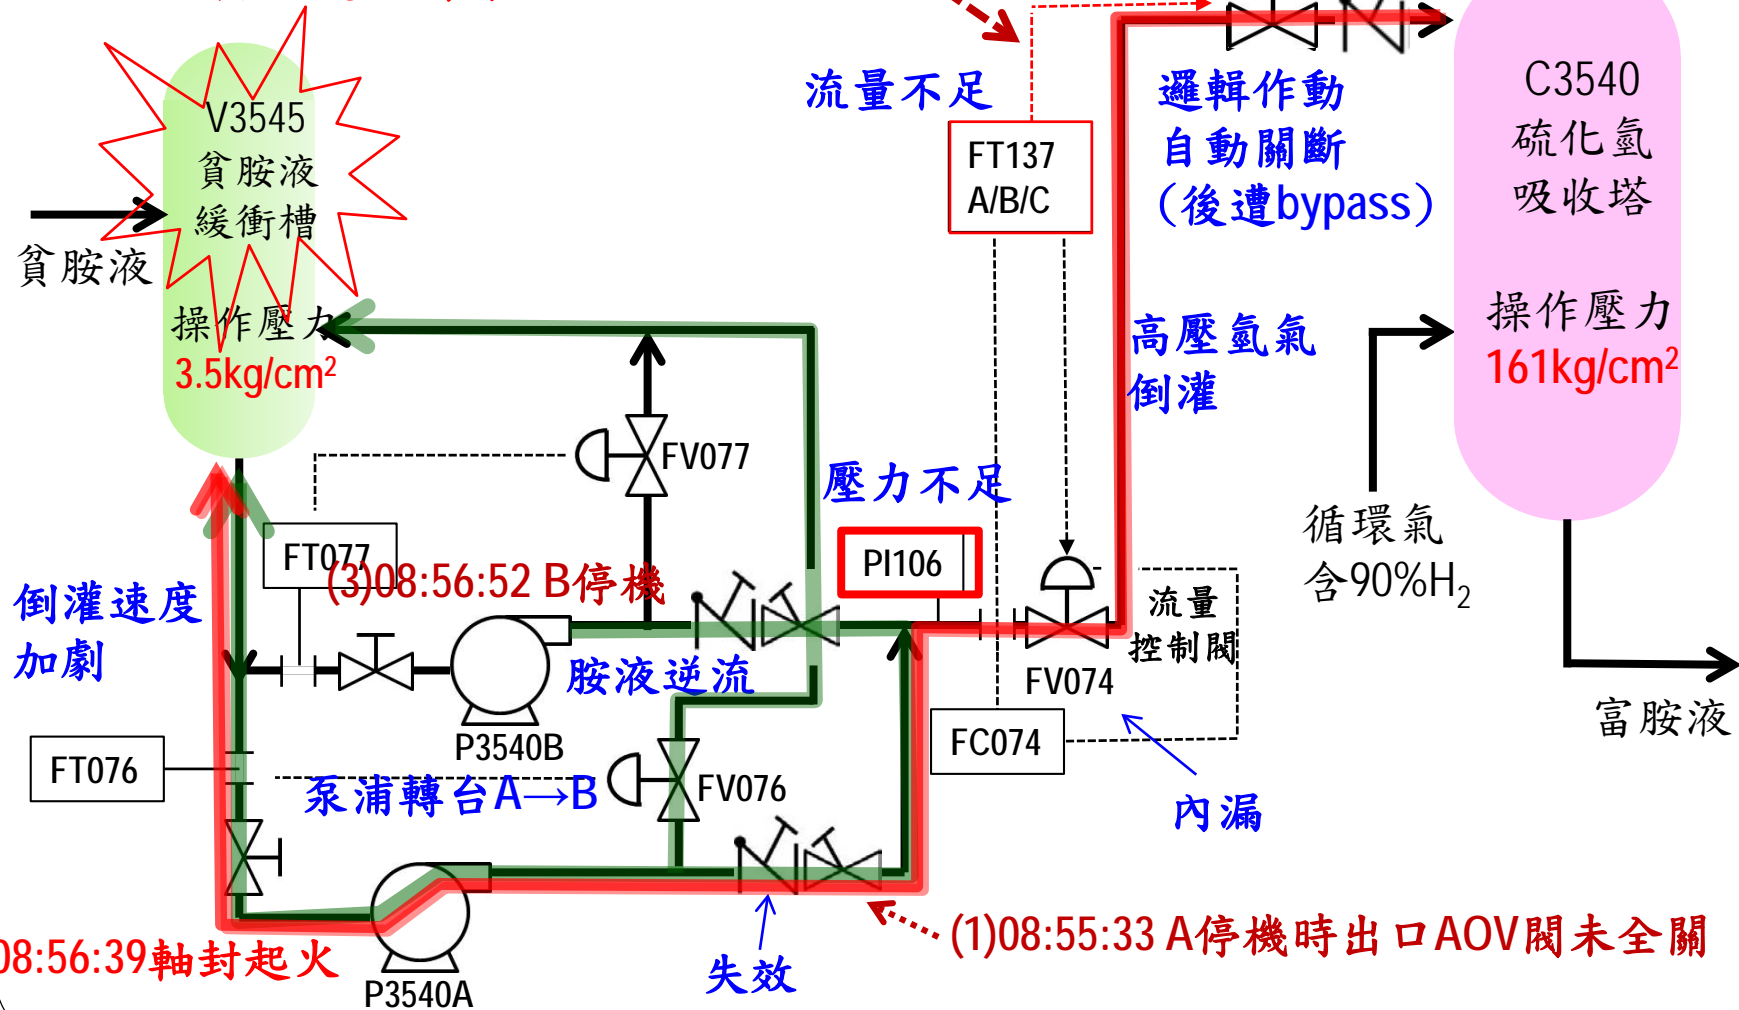 V3545
貧胺液
緩衝槽
操作壓力
3.5kg/cm²
貧胺液
流量不足
FT137
A/B/C
邏輯作動
自動關斷
(後遭bypass)
C3540
硫化氫
吸收塔
操作壓力
161kg/cm²
高壓氫氣
倒灌
循環氣
含90%H₂
富胺液
FV077
壓力不足
PI106
FT077
(3)08:56:52 B停機
倒灌速度
加劇
胺液逆流
P3540B
流量
控制閥
FV074
FC074
內漏
FT076
泵浦轉台A→B
FV076
08:56:39軸封起火
P3540A
失效
(1)08:55:33 A停機時出口AOV閥未全關